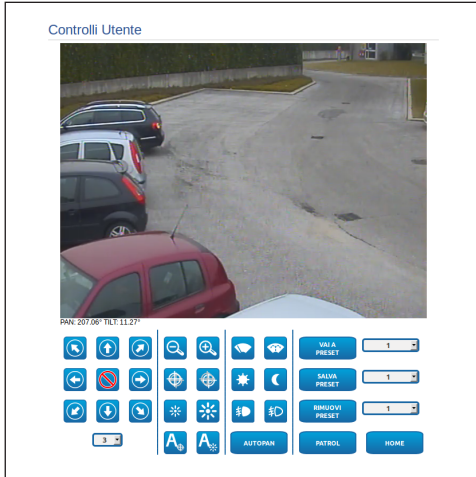 Controlli Utente
PAN: 207.06° TILT: 11.27°
VAI A
PRESET
1
SALVA
PRESET
1
RIMUOVI
PRESET
1
3
A
A
AUTOPAN
PATROL
HOME